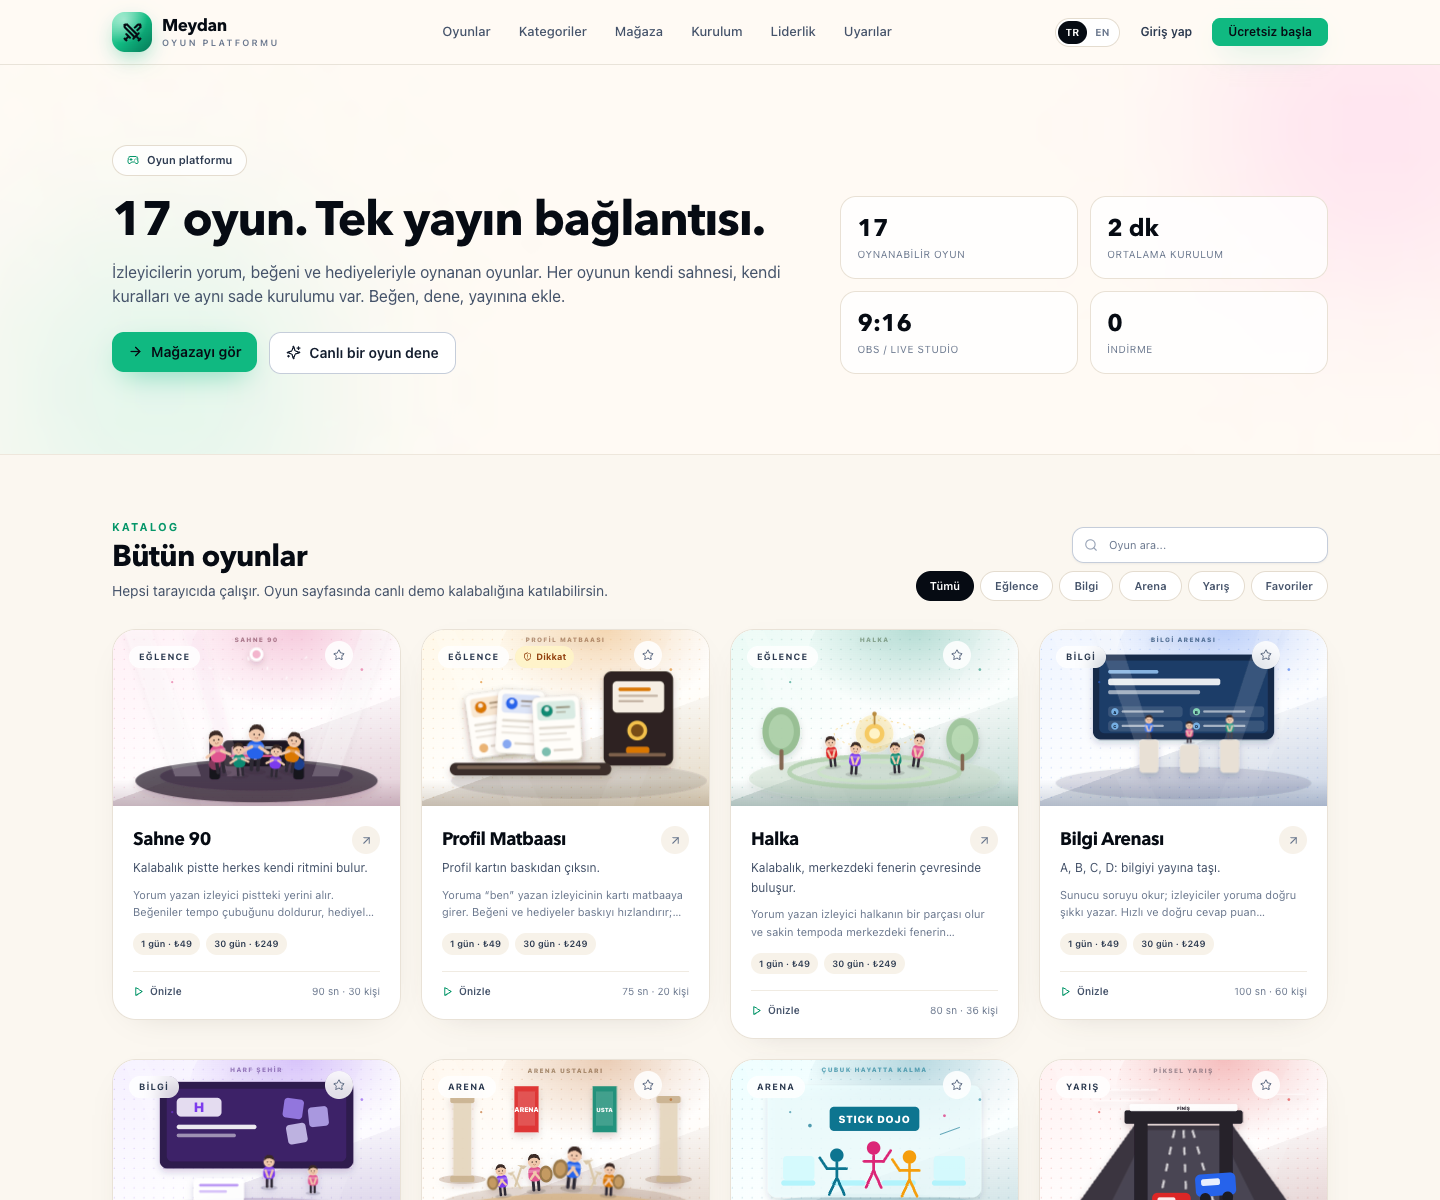 Meydan
OYUN PLATFORMU
Oyunlar
Kategoriler
Mağaza
Kurulum
Liderlik
Uyarılar
TR
EN
Giriş yap
Ücretsiz başla
Oyun platformu
17 oyun. Tek yayın bağlantısı.
İzleyicilerin yorum, beğeni ve hediyeleriyle oynanan oyunlar. Her oyunun kendi sahnesi, kendi
kuralları ve aynı sade kurulumu var. Beğen, dene, yayınına ekle.
Mağazayı gör
Canlı bir oyun dene
17
OYNANABİLİR OYUN
2 dk
ORTALAMA KURULUM
9:16
OBS / LIVE STUDIO
0
İNDİRME
KATALOG
Bütün oyunlar
Hepsi tarayıcıda çalışır. Oyun sayfasında canlı demo kalabalığına katılabilirsin.
Oyun ara...
Tümü
Eğlence
Bilgi
Arena
Yarış
Favoriler
SAHNE 90
EĞLENCE
Sahne 90
Kalabalık pistte herkes kendi ritmini bulur.
Yorum yazan izleyici pistteki yerini alır.
Beğeniler tempo çubuğunu doldurur, hediyel...
1 gün · ₺49
30 gün · ₺249
Önizle
90 sn · 30 kişi
PROFİL MATBAASI
EĞLENCE
Dikkat
Profil Matbaası
Profil kartın baskıdan çıksın.
Yoruma “ben” yazan izleyicinin kartı matbaaya
girer. Beğeni ve hediyeler baskıyı hızlandırır;...
1 gün · ₺49
30 gün · ₺249
Önizle
75 sn · 20 kişi
HALKA
EĞLENCE
Halka
Kalabalık, merkezdeki fenerin çevresinde
buluşur.
Yorum yazan izleyici halkanın bir parçası olur
ve sakin tempoda merkezdeki fenerin...
1 gün · ₺49
30 gün · ₺249
Önizle
80 sn · 36 kişi
BİLGİ ARENASI
BİLGİ
Bilgi Arenası
A, B, C, D: bilgiyi yayına taşı.
Sunucu soruyu okur; izleyiciler yoruma doğru
şıkkı yazar. Hızlı ve doğru cevap puan...
1 gün · ₺49
30 gün · ₺249
Önizle
100 sn · 60 kişi
HARF ŞEHİR
BİLGİ
H
ARENA USTALARI
ARENA
ARENA
USTA
ÇUBUK HAYATTA KALMA
ARENA
STICK DOJO
PİKSEL YARIŞ
YARIŞ